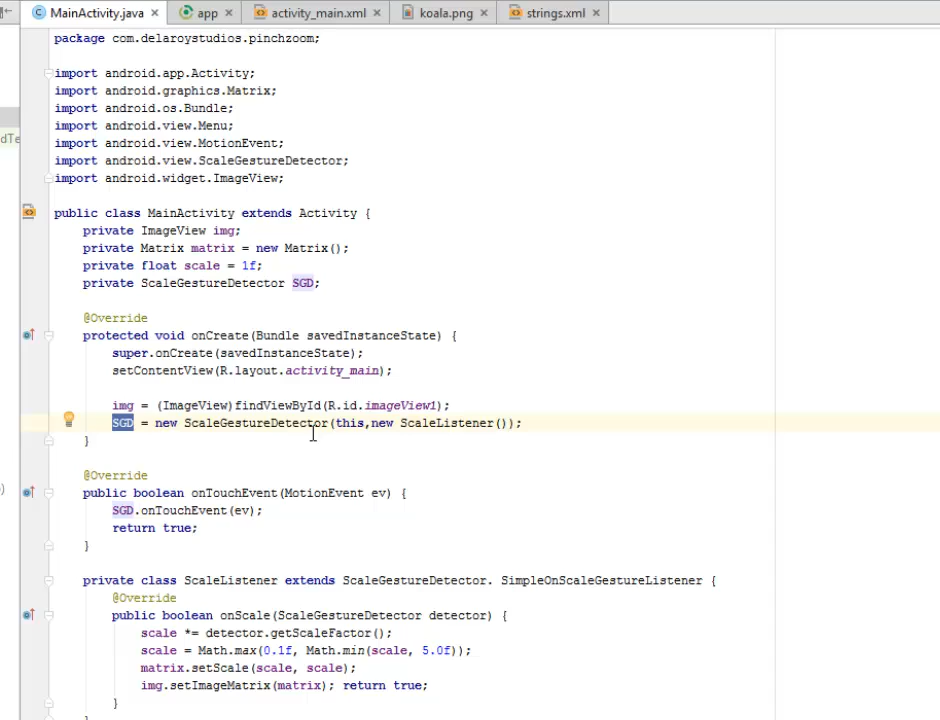 MainActivity.java × app × activity_main.xml × koala.png × strings.xml ×
package com.delaroystudios.pinchzoom;
import android.app.Activity;
import android.graphics.Matrix;
import android.os.Bundle;
import android.view.Menu;
import android.view.MotionEvent;
dTe
import android.view.ScaleGestureDetector;
import android.widget.ImageView;
public class MainActivity extends Activity {
private ImageView img;
private Matrix matrix = new Matrix();
private float scale = 1f;
private ScaleGestureDetector SGD;
@Override
protected void onCreate(Bundle savedInstanceState) {
super.onCreate(savedInstanceState);
setContentView(R.layout.activity_main);
img = (ImageView)findViewById(R.id.imageView1);
SGD = new ScaleGestureDetector(this,new ScaleListener());
}
@Override
)
public boolean onTouchEvent(MotionEvent ev) {
SGD.onTouchEvent(ev);
return true;
}
private class ScaleListener extends ScaleGestureDetector. SimpleOnScaleGestureListener {
@Override
public boolean onScale(ScaleGestureDetector detector) {
scale *= detector.getScaleFactor();
scale = Math.max(0.1f, Math.min(scale, 5.0f));
matrix.setScale(scale, scale);
img.setImageMatrix(matrix); return true;
}
}